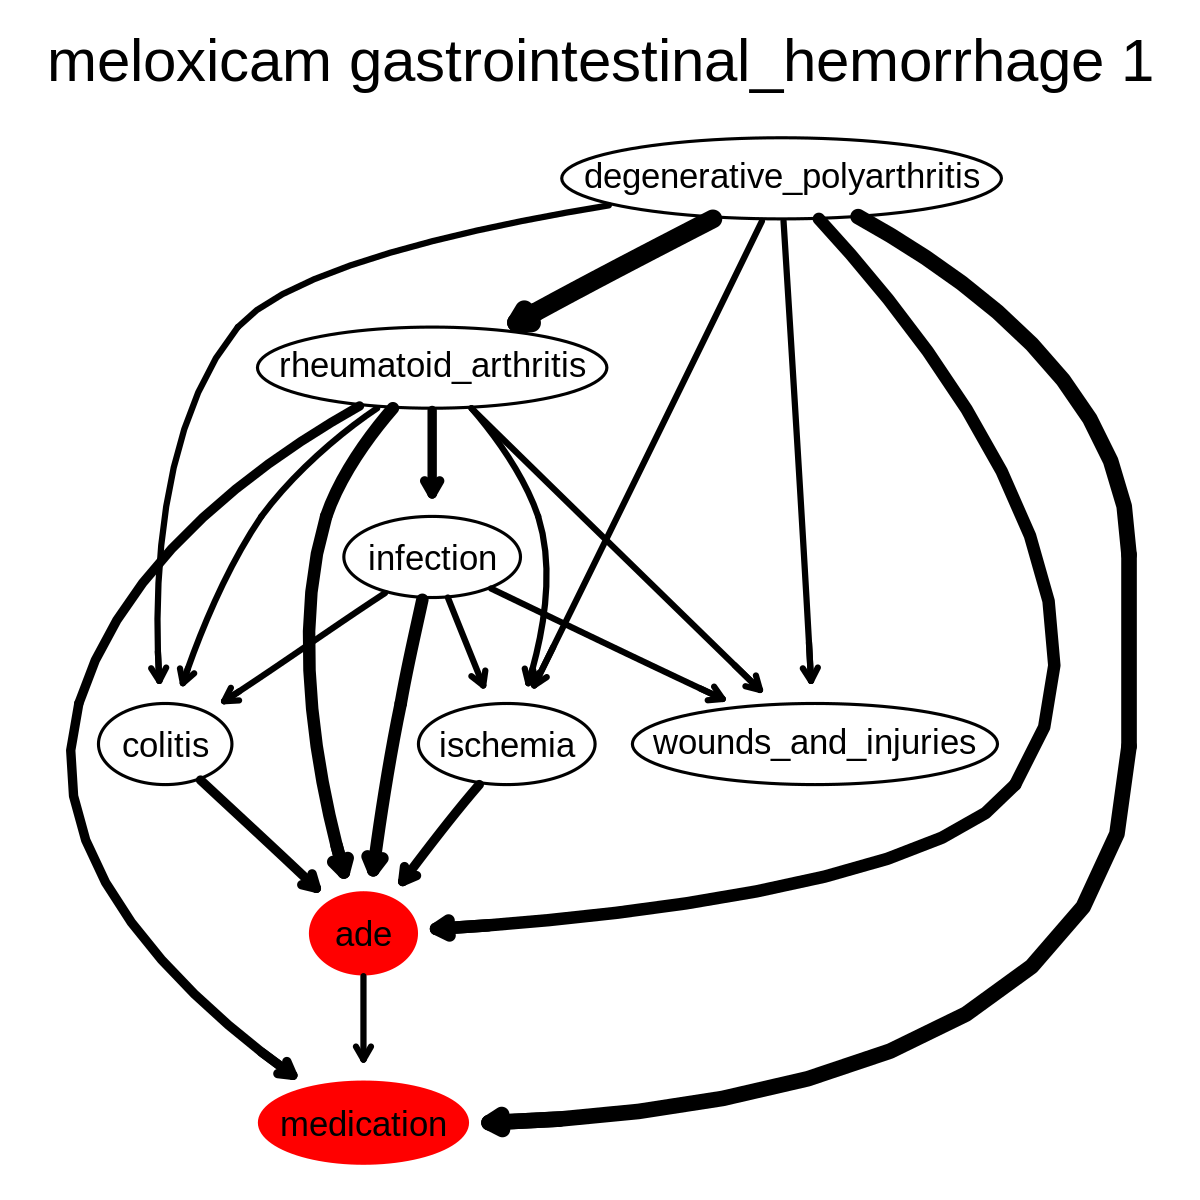 meloxicam gastrointestinal_hemorrhage 1
degenerative_polyarthritis
rheumatoid_arthritis
infection
colitis
ischemia
wounds_and_injuries
ade
medication